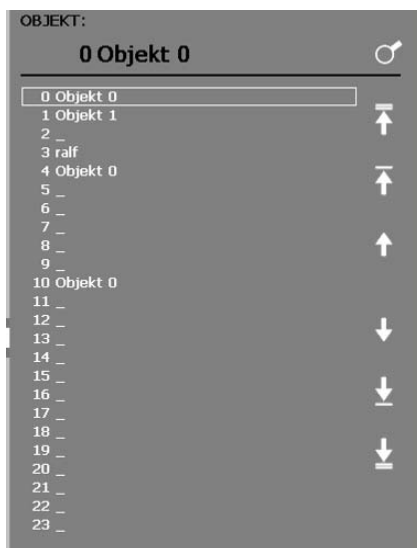 OBJEKT:
0 Objekt 0
0 Objekt 0
1 Objekt 1
2 _
3 ralf
4 Objekt 0
5 _
6 _
7 _
8 _
9 _
10 Objekt 0
11 _
12 _
13 _
14 _
15 _
16 _
17 _
18 _
19 _
20 _
21 _
22 _
23 _